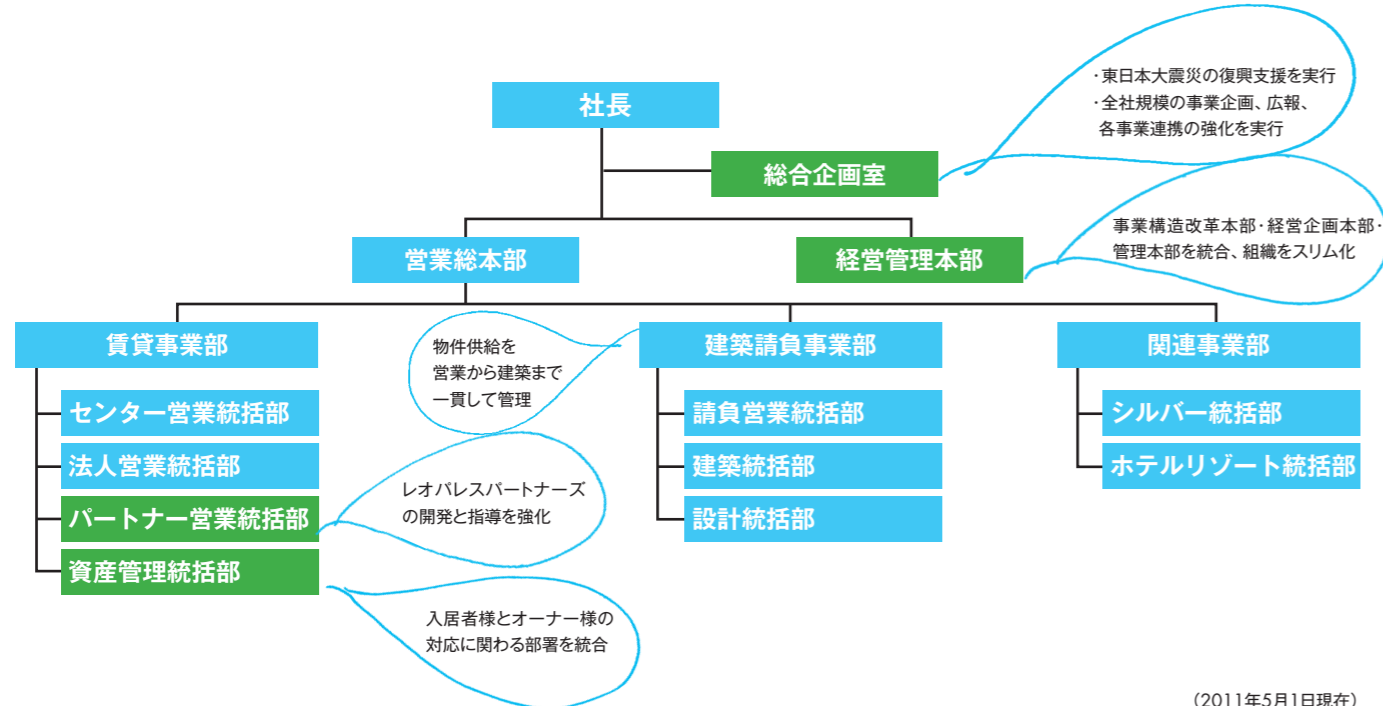 社長
・東日本大震災の復興支援を実行
・全社規模の事業企画、広報、
各事業連携の強化を実行
総合企画室
営業総本部
経営管理本部
事業構造改革本部・経営企画本部・
管理本部を統合、組織をスリム化
賃貸事業部
センター営業統括部
法人営業統括部
パートナー営業統括部
資産管理統括部
物件供給を
営業から建築まで
一貫して管理
レオパレスパートナーズ
の開発と指導を強化
入居者様とオーナー様の
対応に関わる部署を統合
建築請負事業部
請負営業統括部
建築統括部
設計統括部
関連事業部
シルバー統括部
ホテルリゾート統括部
（2011年5月1日現在）